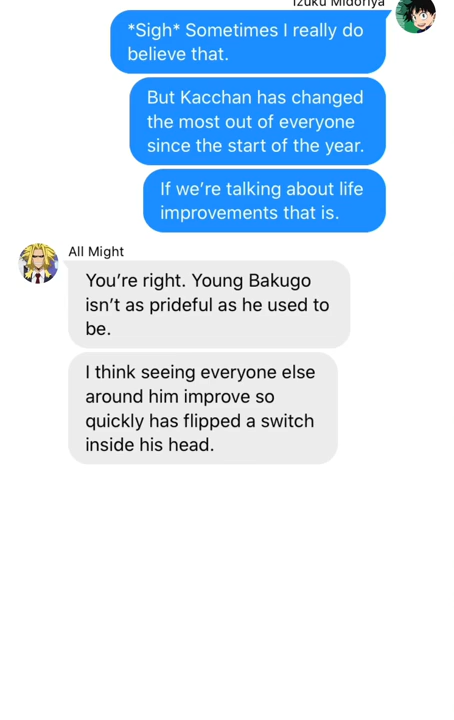 Izuku Midoriya
*Sigh* Sometimes I really do
believe that.
But Kacchan has changed
the most out of everyone
since the start of the year.
If we’re talking about life
improvements that is.
All Might
You’re right. Young Bakugo
isn’t as prideful as he used to
be.
I think seeing everyone else
around him improve so
quickly has flipped a switch
inside his head.